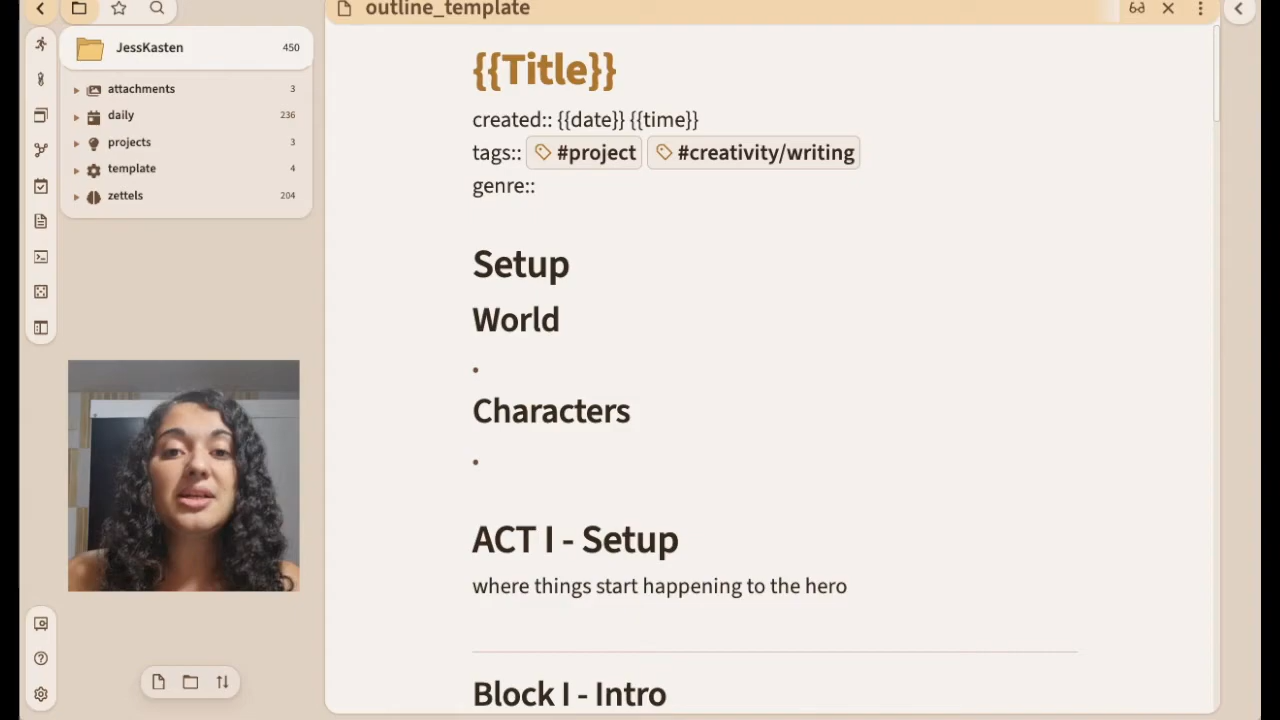 outline_template
JessKasten 450
attachments 3
daily 236
projects 3
template 4
zettels 204
{{Title}}
created:: {{date}} {{time}}
tags:: #project #creativity/writing
genre::
Setup
World
•
Characters
•
ACT I - Setup
where things start happening to the hero
Block I - Intro